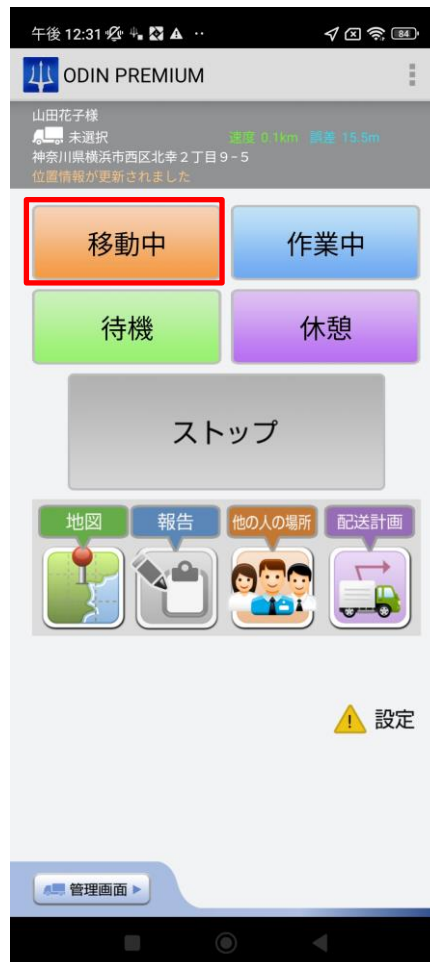 午後 12:31
84
ODIN PREMIUM
山田花子様
未選択
速度 0.1km 誤差 15.5m
神奈川県横浜市西区北幸2丁目9-5
位置情報が更新されました
移動中
作業中
待機
休憩
ストップ
地図
報告
他の人の場所
配送計画
設定
管理画面